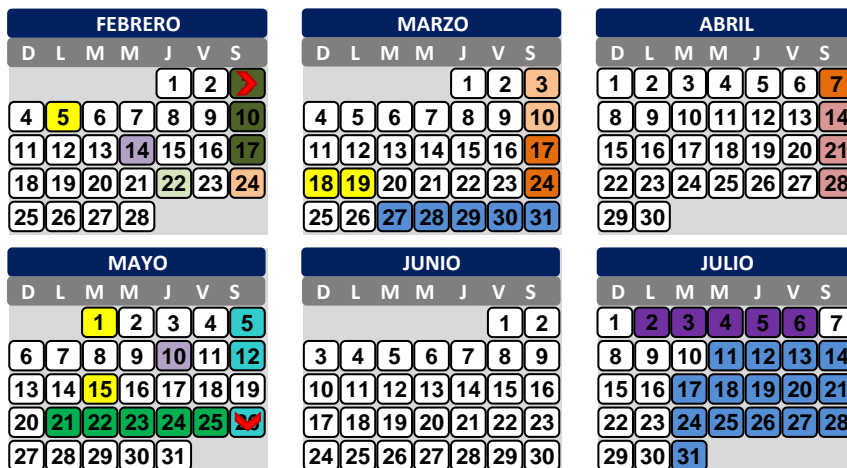 FEBRERO MARZO ABRIL
D L M M J V S D L M M J V S D L M M J V S
1 2 1 2 3 1 2 3 4 5 6 7
4 5 6 7 8 9 10 4 5 6 7 8 9 10 8 9 10 11 12 13 14
11 12 13 14 15 16 17 11 12 13 14 15 16 17 15 16 17 18 19 20 21
18 19 20 21 22 23 24 18 19 20 21 22 23 24 22 23 24 25 26 27 28
25 26 27 28 25 26 27 28 29 30 31 29 30
MAYO JUNIO JULIO
D L M M J V S D L M M J V S D L M M J V S
1 2 3 4 5 1 2 1 2 3 4 5 6 7
6 7 8 9 10 11 12 3 4 5 6 7 8 9 8 9 10 11 12 13 14
13 14 15 16 17 18 19 10 11 12 13 14 15 16 15 16 17 18 19 20 21
20 21 22 23 24 25 17 18 19 20 21 22 23 22 23 24 25 26 27 28
27 28 29 30 31 24 25 26 27 28 29 30 29 30 31